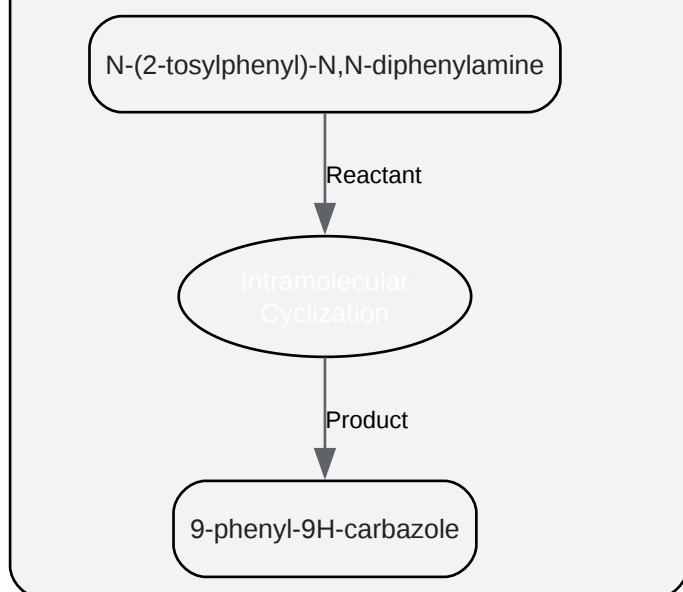 N-(2-tosylphenyl)-N,N-diphenylamine
Reactant
Intramolecular
Cyclization
Product
9-phenyl-9H-carbazole